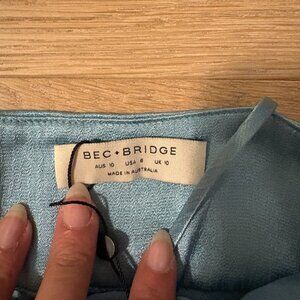 BEC + BRIDGE
AUS 10 USA 6 UK 10
MADE IN AUSTRALIA